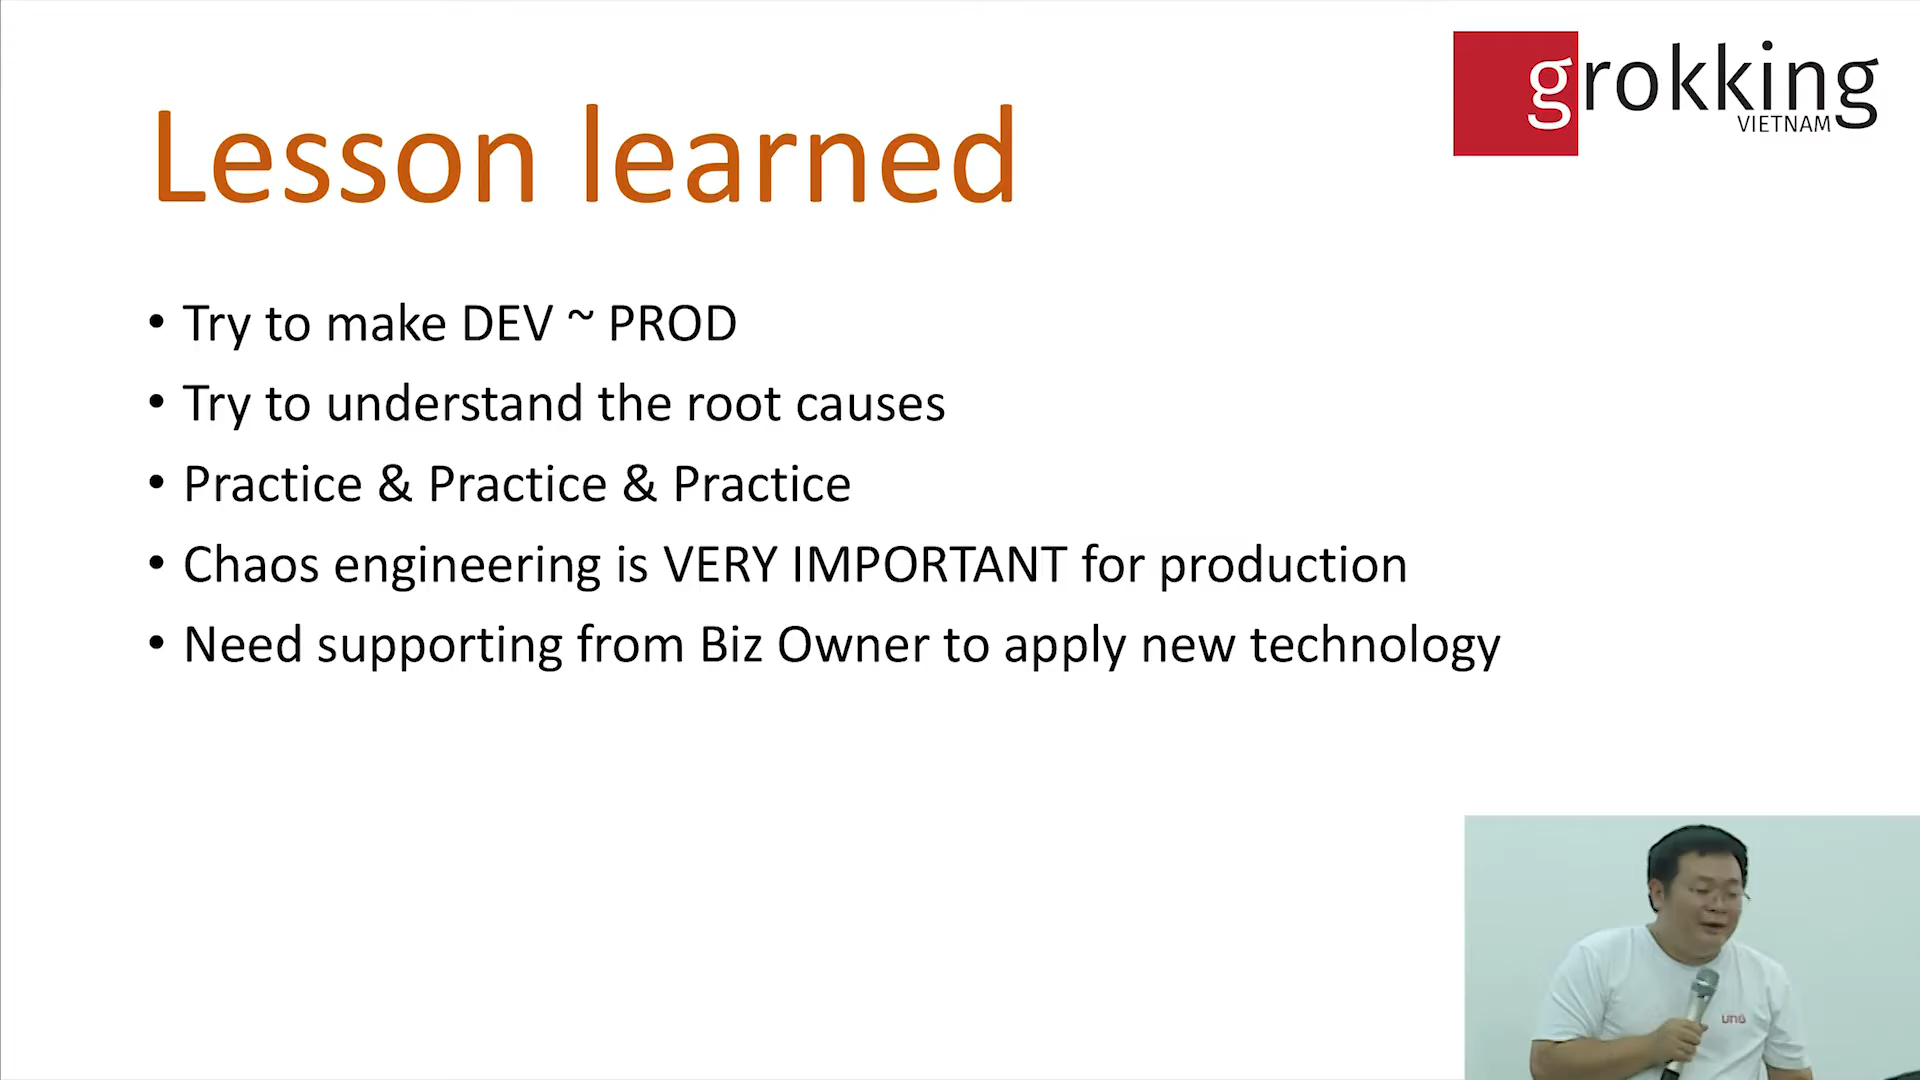 grokking
VIETNAM
Lesson learned
• Try to make DEV ~ PROD
• Try to understand the root causes
• Practice & Practice & Practice
• Chaos engineering is VERY IMPORTANT for production
• Need supporting from Biz Owner to apply new technology